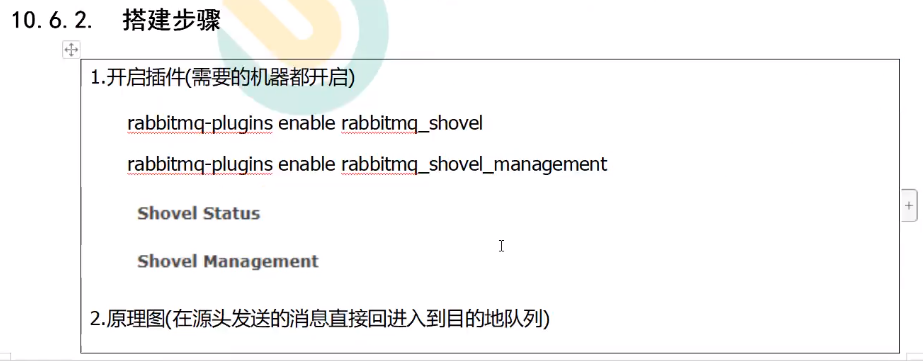 10.6.2. 搭建步骤
1.开启插件(需要的机器都开启)
rabbitmq-plugins enable rabbitmq_shovel
rabbitmq-plugins enable rabbitmq_shovel_management
Shovel Status
Shovel Management
2.原理图(在源头发送的消息直接回进入到目的地队列)